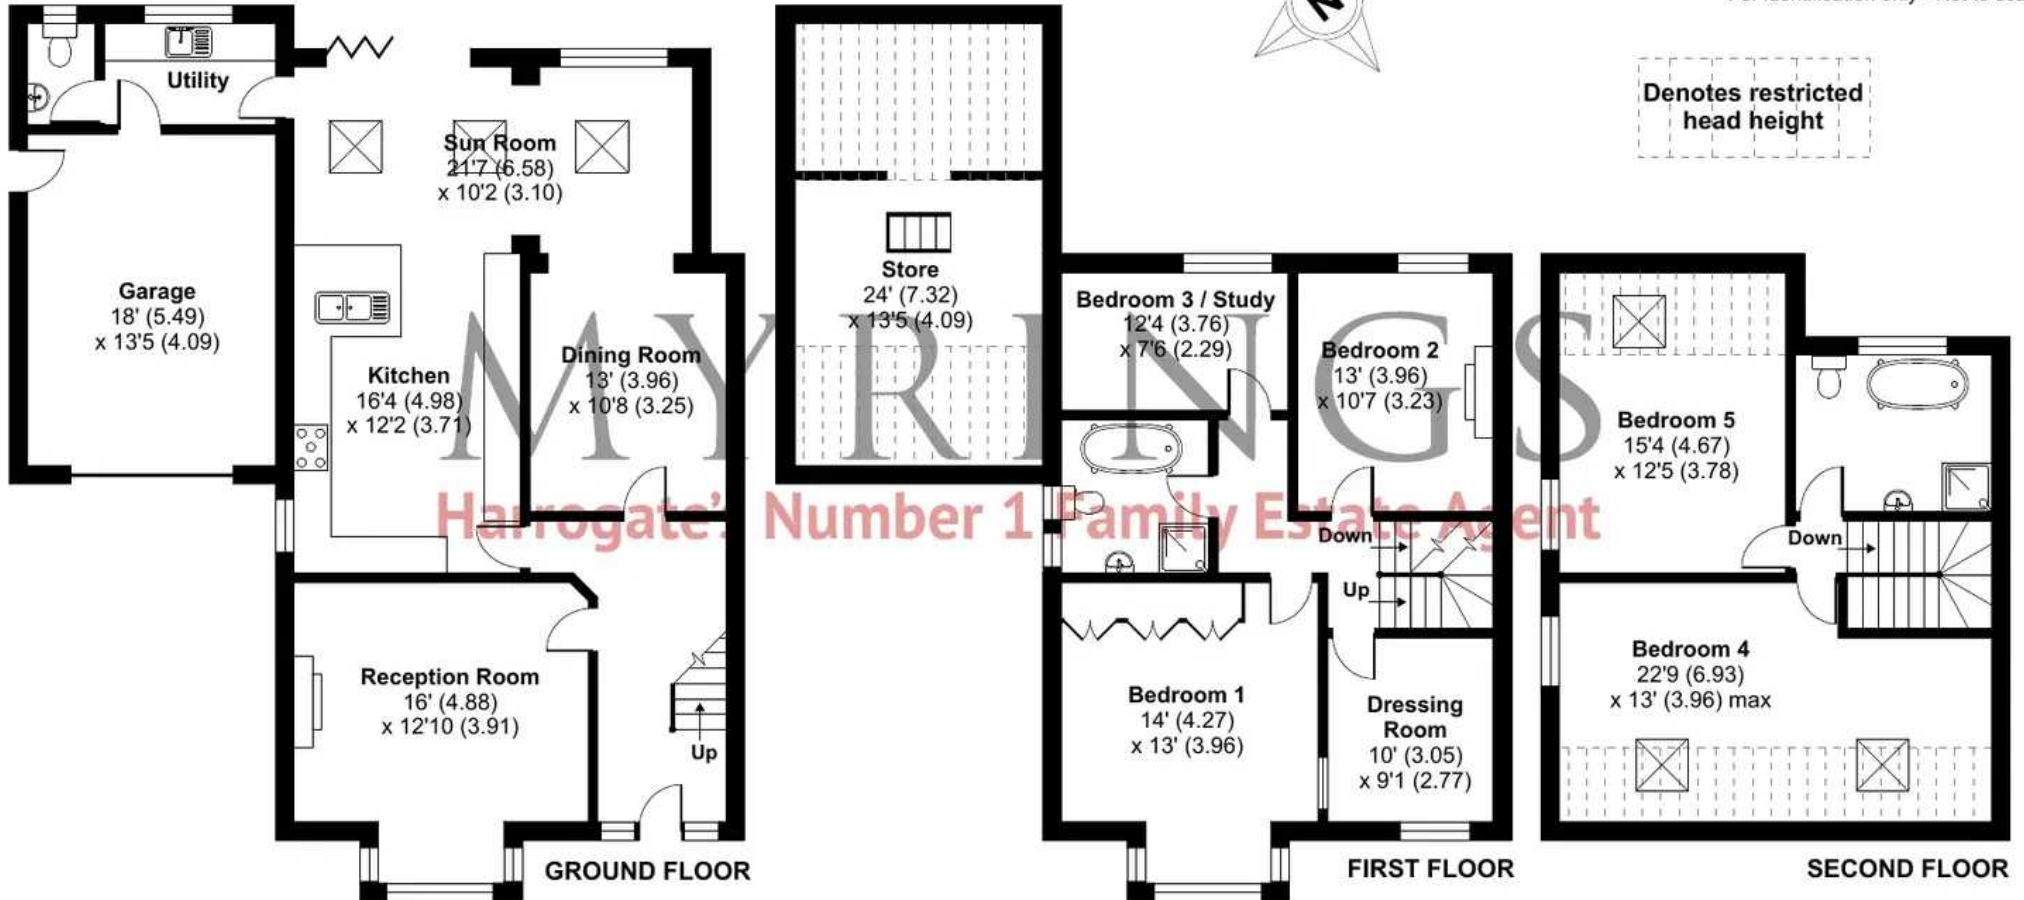 Utility
Sun Room
21'7 (6.58)
x 10'2 (3.10)
Garage
18' (5.49)
x 13'5 (4.09)
Kitchen
16'4 (4.98)
x 12'2 (3.71)
Dining Room
13' (3.96)
x 10'8 (3.25)
Reception Room
16' (4.88)
x 12'10 (3.91)
Up
GROUND FLOOR
Store
24' (7.32)
x 13'5 (4.09)
N
Bedroom 3 / Study
12'4 (3.76)
x 7'6 (2.29)
Bedroom 2
13' (3.96)
x 10'7 (3.23)
Down
Up
Bedroom 1
14' (4.27)
x 13' (3.96)
Dressing
Room
10' (3.05)
x 9'1 (2.77)
FIRST FLOOR
Denotes restricted
head height
Bedroom 5
15'4 (4.67)
x 12'5 (3.78)
Down
Bedroom 4
22'9 (6.93)
x 13' (3.96) max
SECOND FLOOR
MYRINGS
Harrogate's Number 1 Family Estate Agent